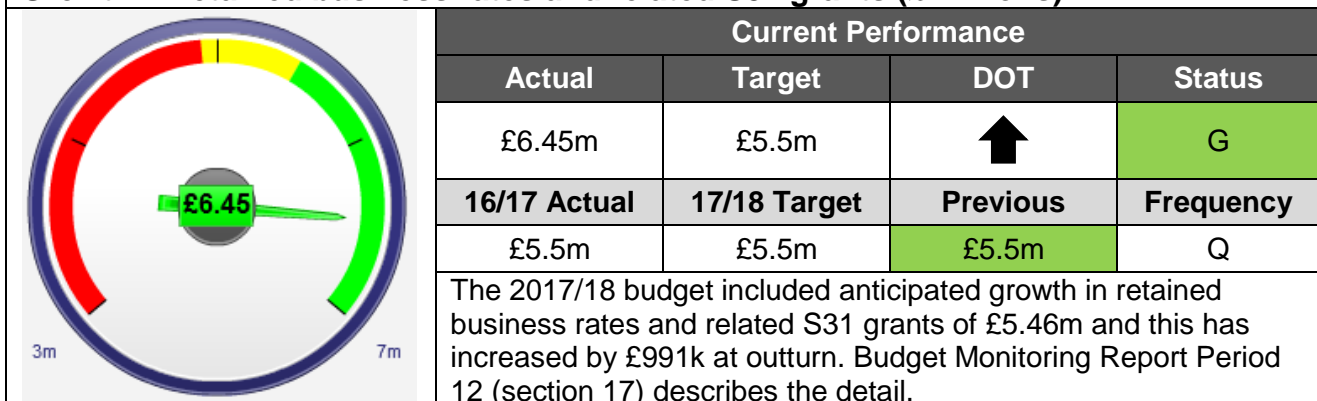 Current Performance
Actual Target DOT Status
£6.45m £5.5m G
16/17 Actual 17/18 Target Previous Frequency
£5.5m £5.5m £5.5m Q
£6.45
3m 7m
The 2017/18 budget included anticipated growth in retained
business rates and related S31 grants of £5.46m and this has
increased by £991k at outturn. Budget Monitoring Report Period
12 (section 17) describes the detail.